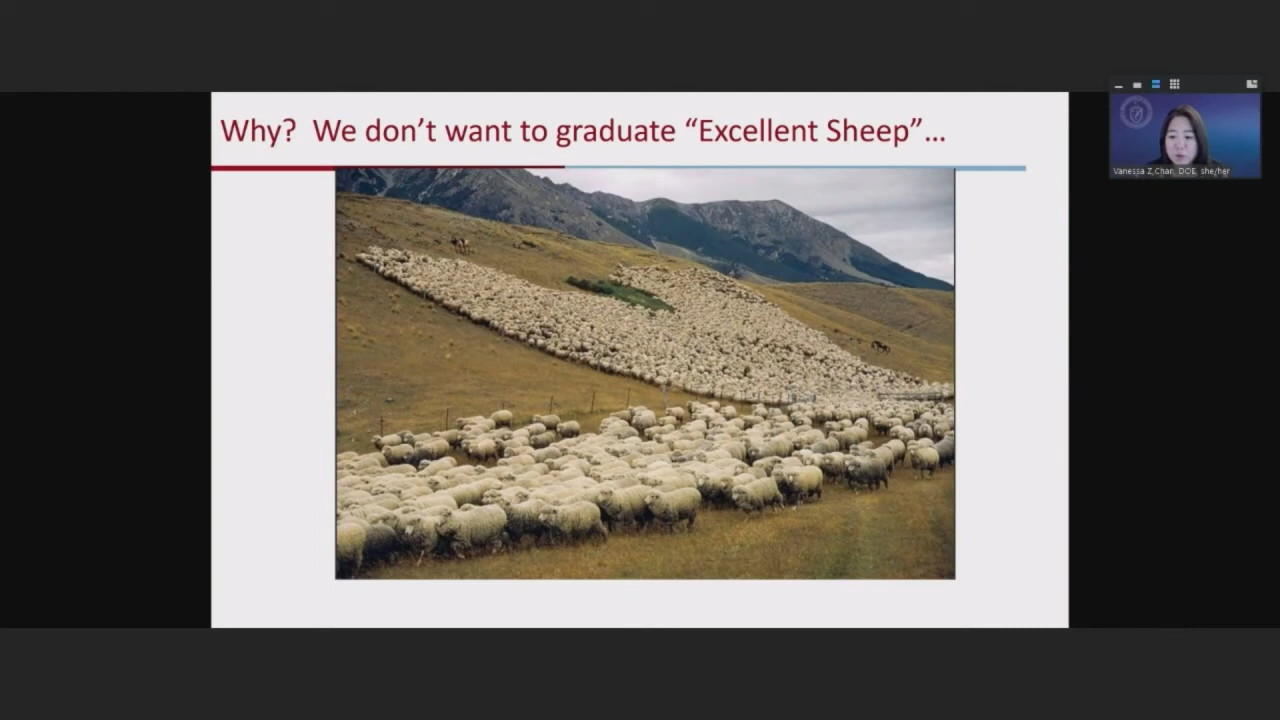 Why?  We don’t want to graduate “Excellent Sheep”…
Vanessa Z,Chan, DOE, she/her